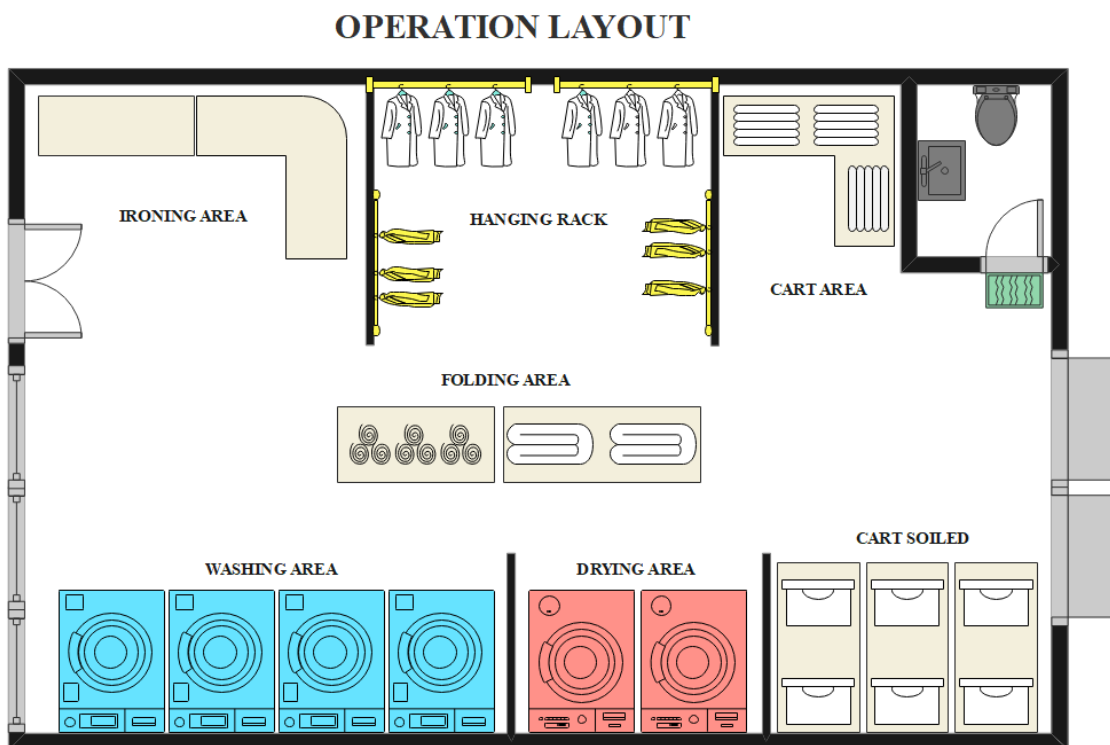 OPERATION LAYOUT
IRONING AREA
HANGING RACK
CART AREA
FOLDING AREA
WASHING AREA
DRYING AREA
CART SOILED